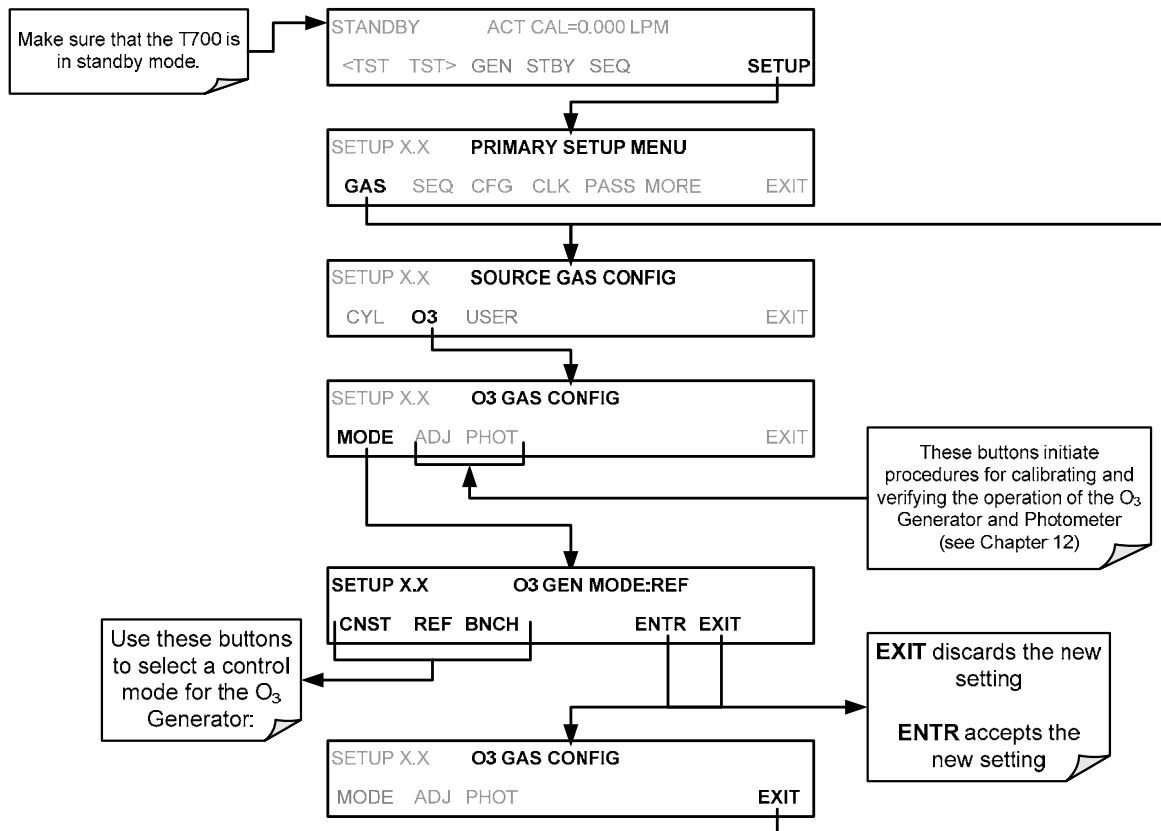 Make sure that the T700 is
in standby mode.
STANDBY ACT CAL=0.000 LPM
<TST TST> GEN STBY SEQ SETUP
SETUP X.X PRIMARY SETUP MENU
GAS SEQ CFG CLK PASS MORE EXIT
SETUP X.X SOURCE GAS CONFIG
CYL O3 USER EXIT
SETUP X.X O3 GAS CONFIG
MODE ADJ PHOT EXIT
These buttons initiate
procedures for calibrating and
verifying the operation of the O₃
Generator and Photometer
(see Chapter 12)
SETUP X.X O3 GEN MODE:REF
CNST REF BNCH ENTR EXIT
Use these buttons
to select a control
mode for the O₃
Generator:
EXIT discards the new
setting
ENTR accepts the
new setting
SETUP X.X O3 GAS CONFIG
MODE ADJ PHOT EXIT